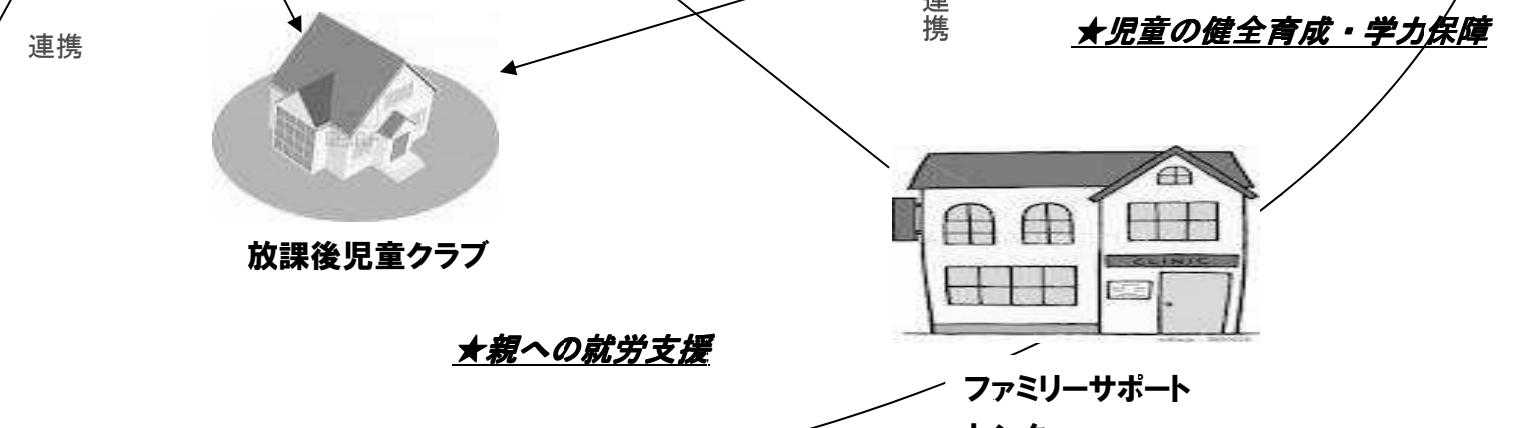 連携
連携
★児童の健全育成・学力保障
放課後児童クラブ
CLINIC
★親への就労支援
ファミリーサポート